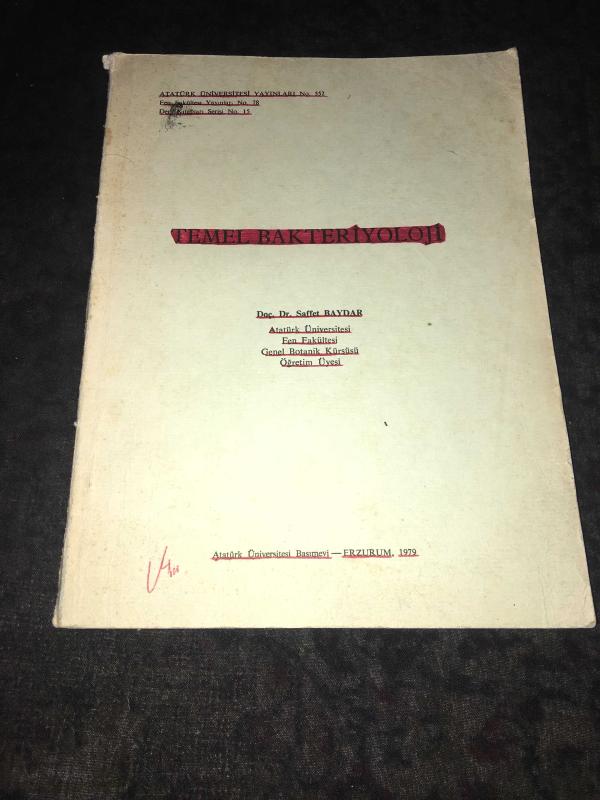 ATATÜRK ÜNİVERSİTESİ YAYINLARI No. 552
Fen Fakültesi Yayınları No. 78
Ders Kitapları Serisi No. 15
TEMEL BAKTERİYOLOJİ
Doç. Dr. Saffet BAYDAR
Atatürk Üniversitesi
Fen Fakültesi
Genel Botanik Kürsüsü
Öğretim Üyesi
Atatürk Üniversitesi Basımevi — ERZURUM, 1979